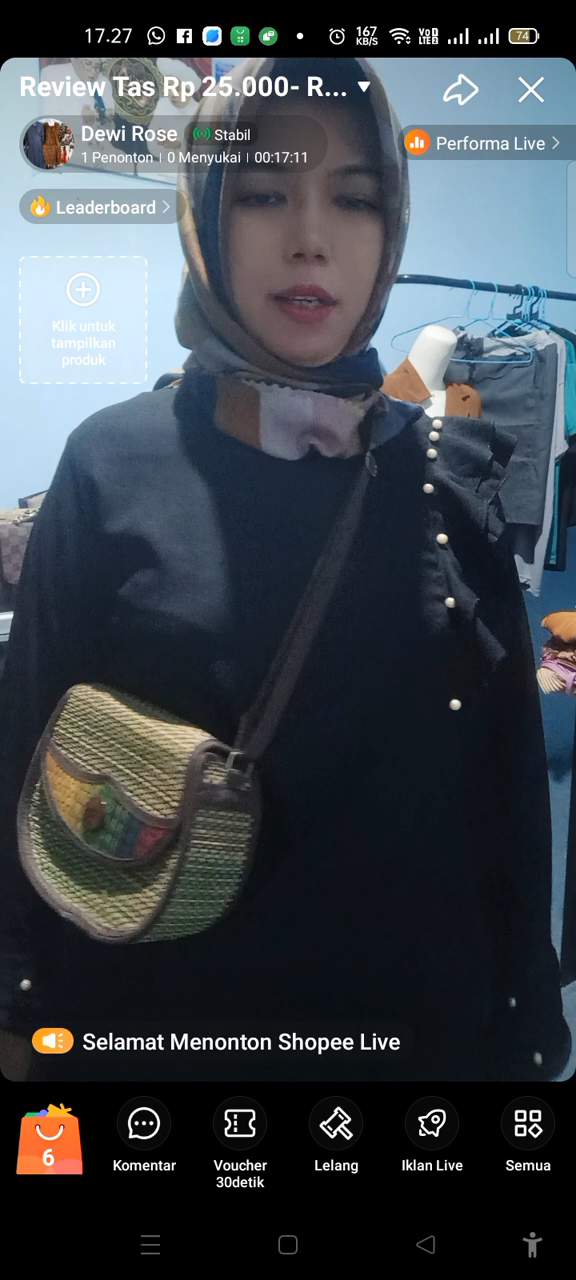 17.27
167
KB/S
VoD
LTE2
74
Review Tas Rp 25.000- R...
Dewi Rose
Stabil
1 Penonton | 0 Menyukai | 00:17:11
Performa Live
Leaderboard
Klik untuk
tampilkan
produk
Selamat Menonton Shopee Live
6
Komentar
Voucher
30detik
Lelang
Iklan Live
Semua